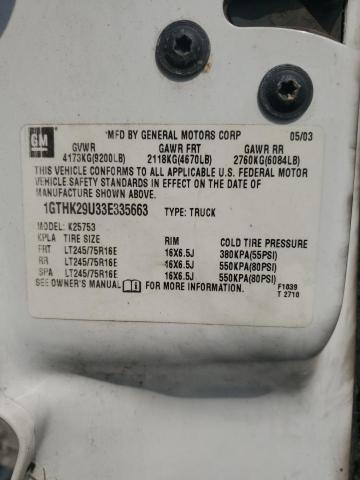 GM
MFD BY GENERAL MOTORS CORP 05/03
GVWR GAWR FRT GAWR RR
4173KG(9200LB) 2118KG(4670LB) 2760KG(6084LB)
THIS VEHICLE CONFORMS TO ALL APPLICABLE U.S. FEDERAL MOTOR
VEHICLE SAFETY STANDARDS IN EFFECT ON THE DATE OF
MANUFACTURE SHOWN ABOVE.
1GTHK29U33E335663 TYPE: TRUCK
MODEL: K25753
KPLA TIRE SIZE RIM COLD TIRE PRESSURE
FRT LT245/75R16E 16X6.5J 380KPA(55PSI)
RR LT245/75R16E 16X6.5J 550KPA(80PSI)
SPA LT245/75R16E 16X6.5J 550KPA(80PSI)
SEE OWNER'S MANUAL FOR MORE INFORMATION. F1039
T 2710